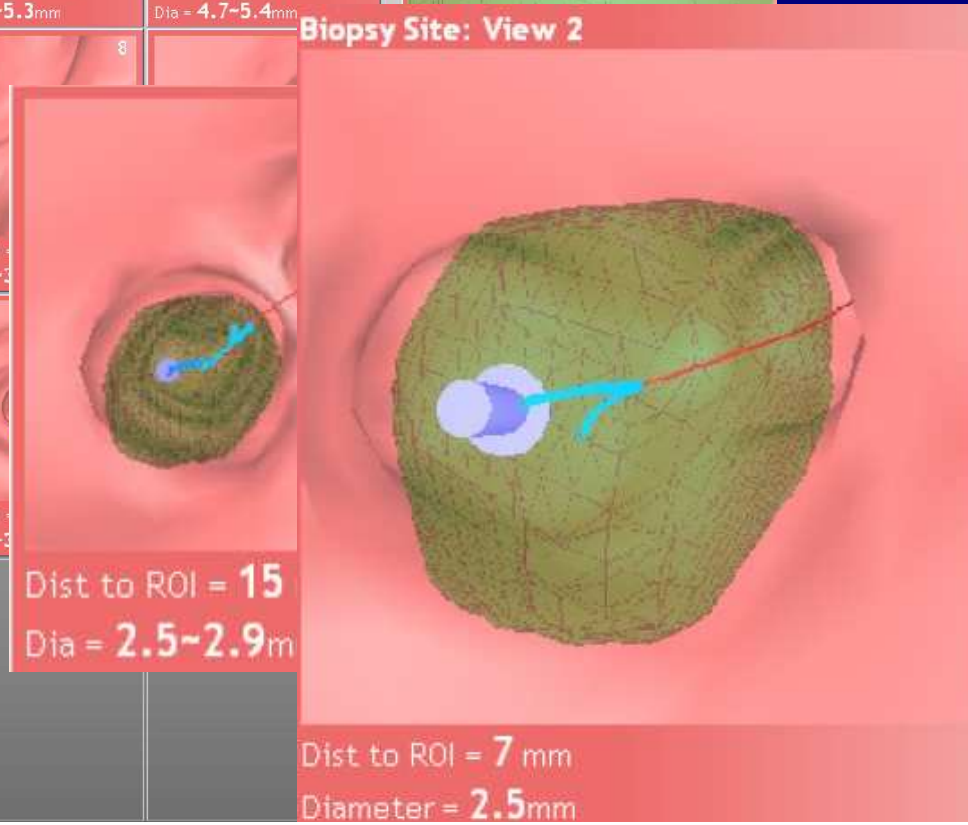 5.3mm
Dia = 4.7~5.4mm
Biopsy Site: View 2
8
Dist to ROI = 15
Dia = 2.5~2.9m
Dist to ROI = 7 mm
Diameter = 2.5mm